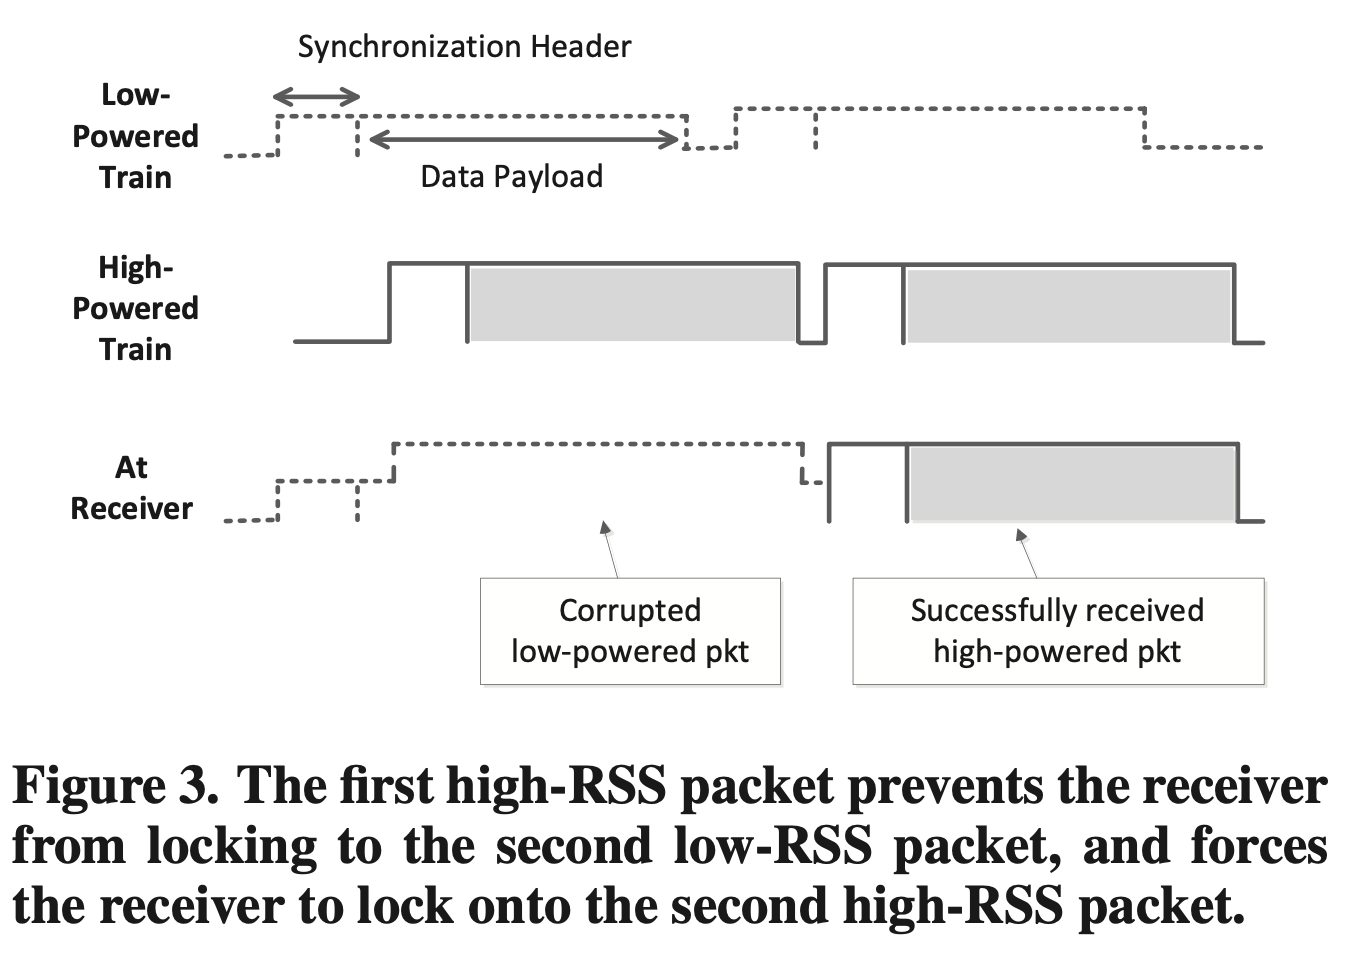 Synchronization Header
Low-
Powered
Train
Data Payload
High-
Powered
Train
At
Receiver
Corrupted
low-powered pkt
Successfully received
high-powered pkt
Figure 3. The first high-RSS packet prevents the receiver
from locking to the second low-RSS packet, and forces
the receiver to lock onto the second high-RSS packet.